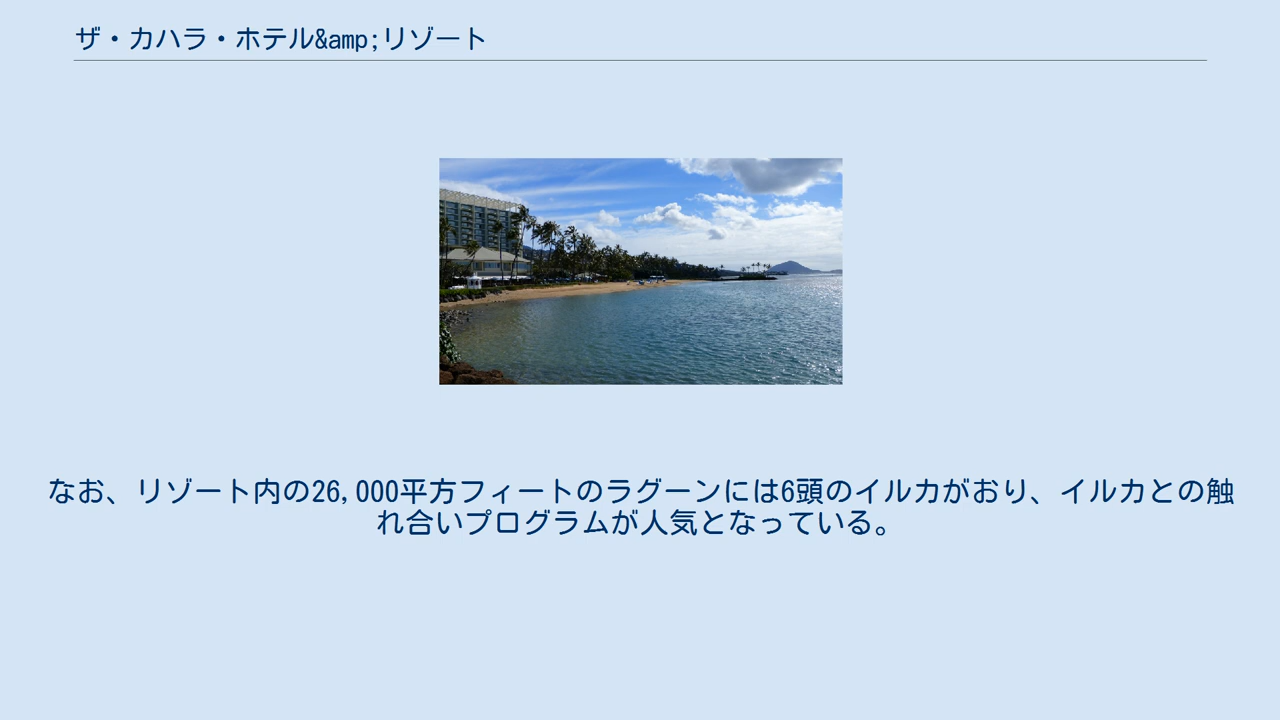 ザ・カハラ・ホテル&amp;リゾート
なお、リゾート内の26,000平方フィートのラグーンには6頭のイルカがおり、イルカとの触
れ合いプログラムが人気となっている。